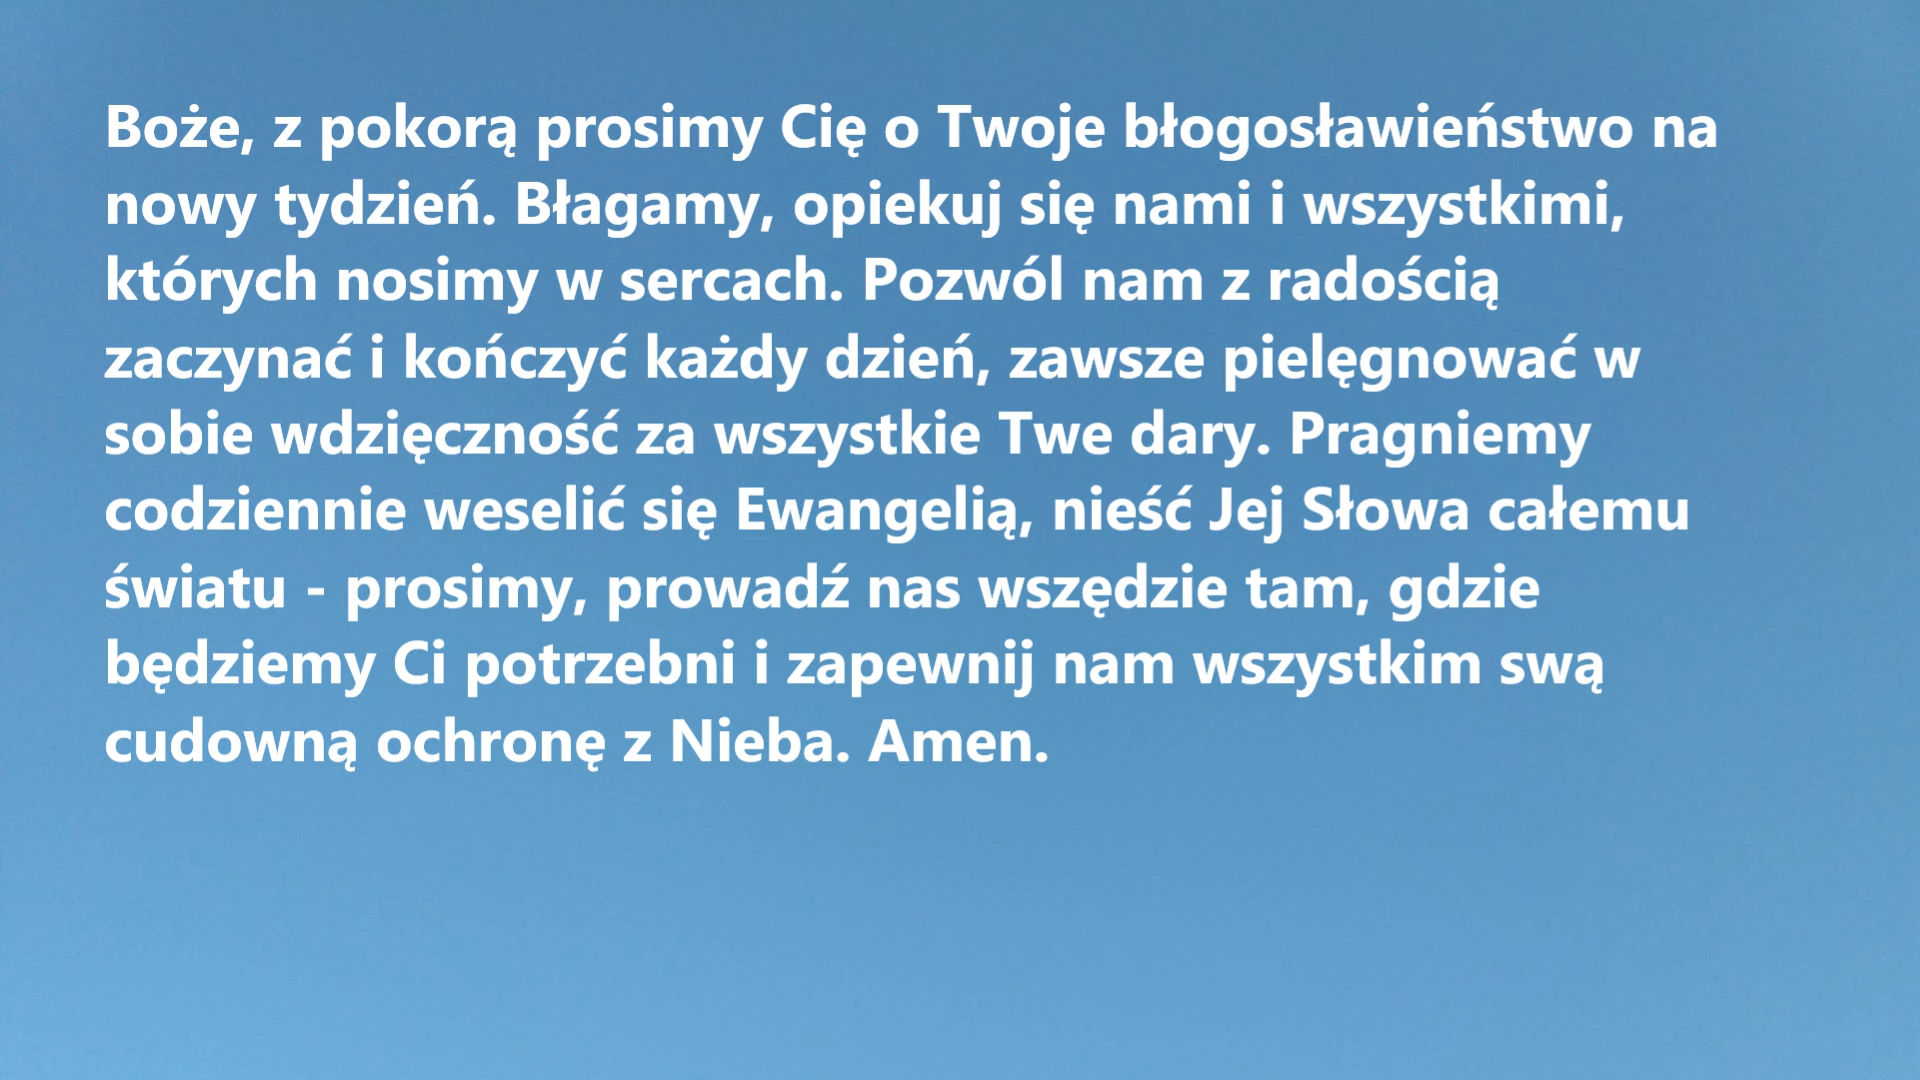 Boże, z pokorą prosimy Cię o Twoje błogosławieństwo na
nowy tydzień. Błagamy, opiekuj się nami i wszystkimi,
których nosimy w sercach. Pozwól nam z radością
zaczynać i kończyć każdy dzień, zawsze pielęgnować w
sobie wdzięczność za wszystkie Twe dary. Pragniemy
codziennie weselić się Ewangelią, nieść Jej Słowa całemu
światu - prosimy, prowadź nas wszędzie tam, gdzie
będziemy Ci potrzebni i zapewnij nam wszystkim swą
cudowną ochronę z Nieba. Amen.